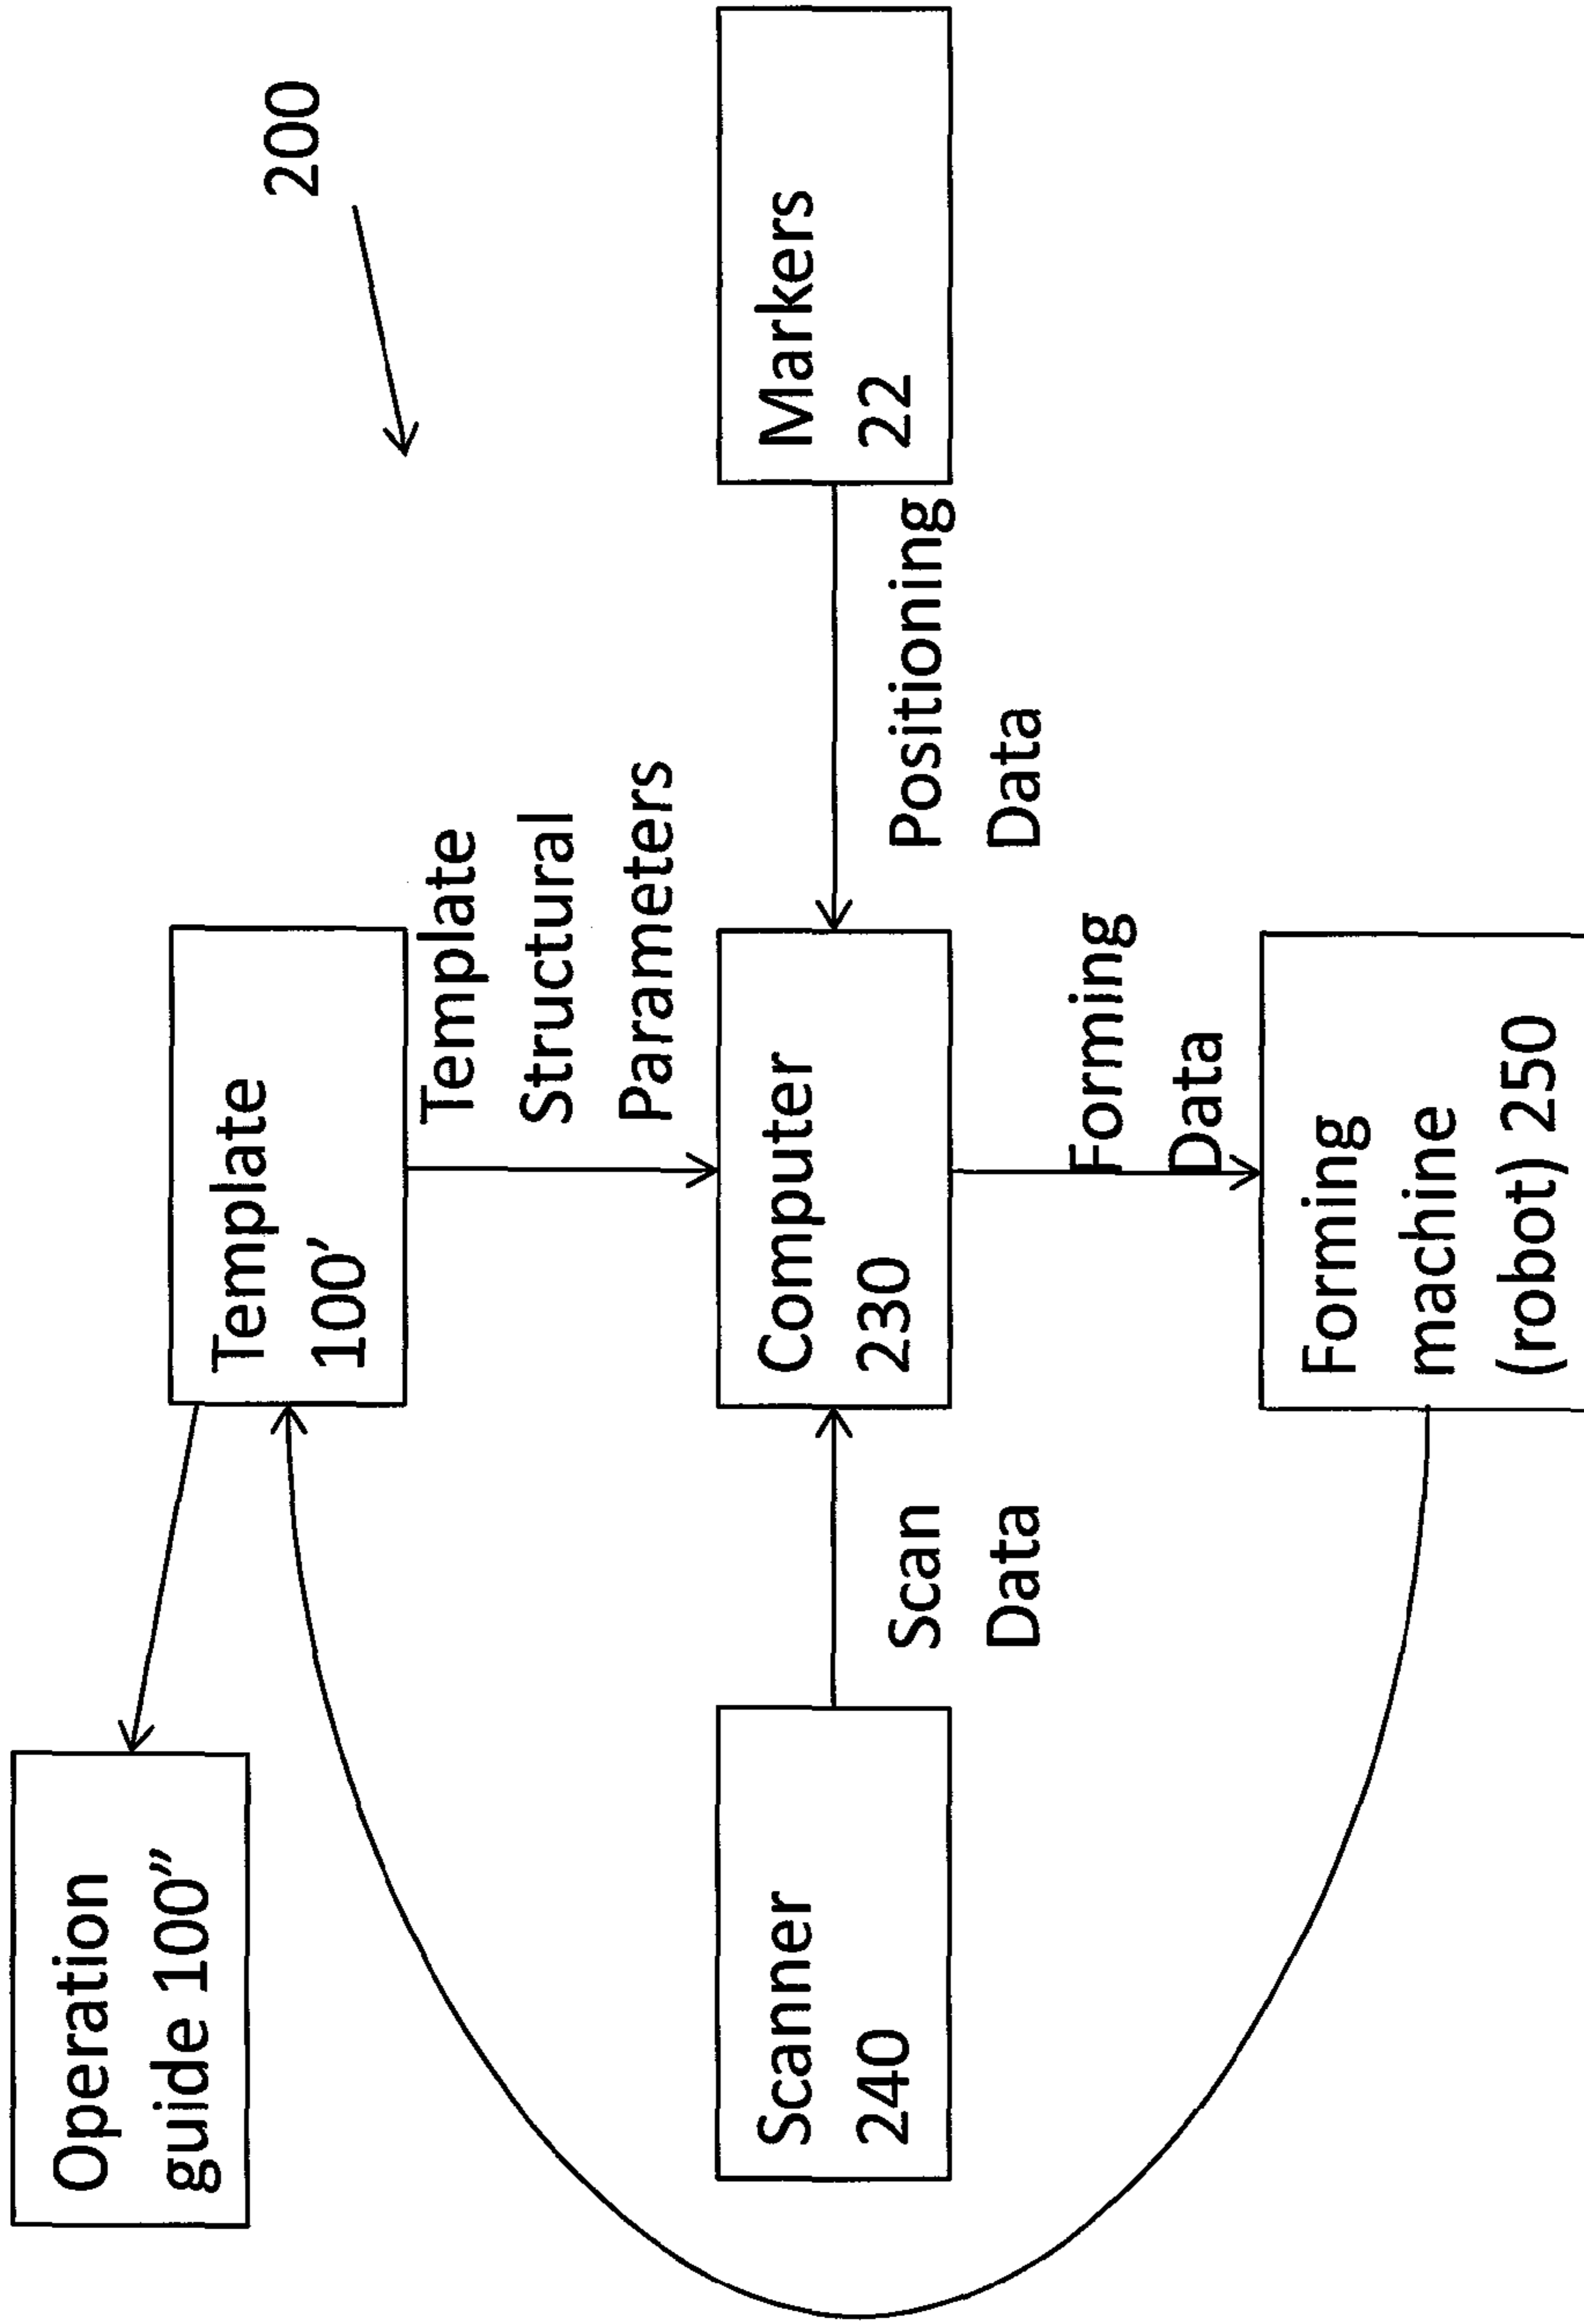 Operation
guide 100”
Template
100’
200
Template
Structural
Parameters
Scanner
240
Scan
Data
Computer
230
Positioning
Data
Markers
22
Forming
Data
Forming
machine
(robot) 250